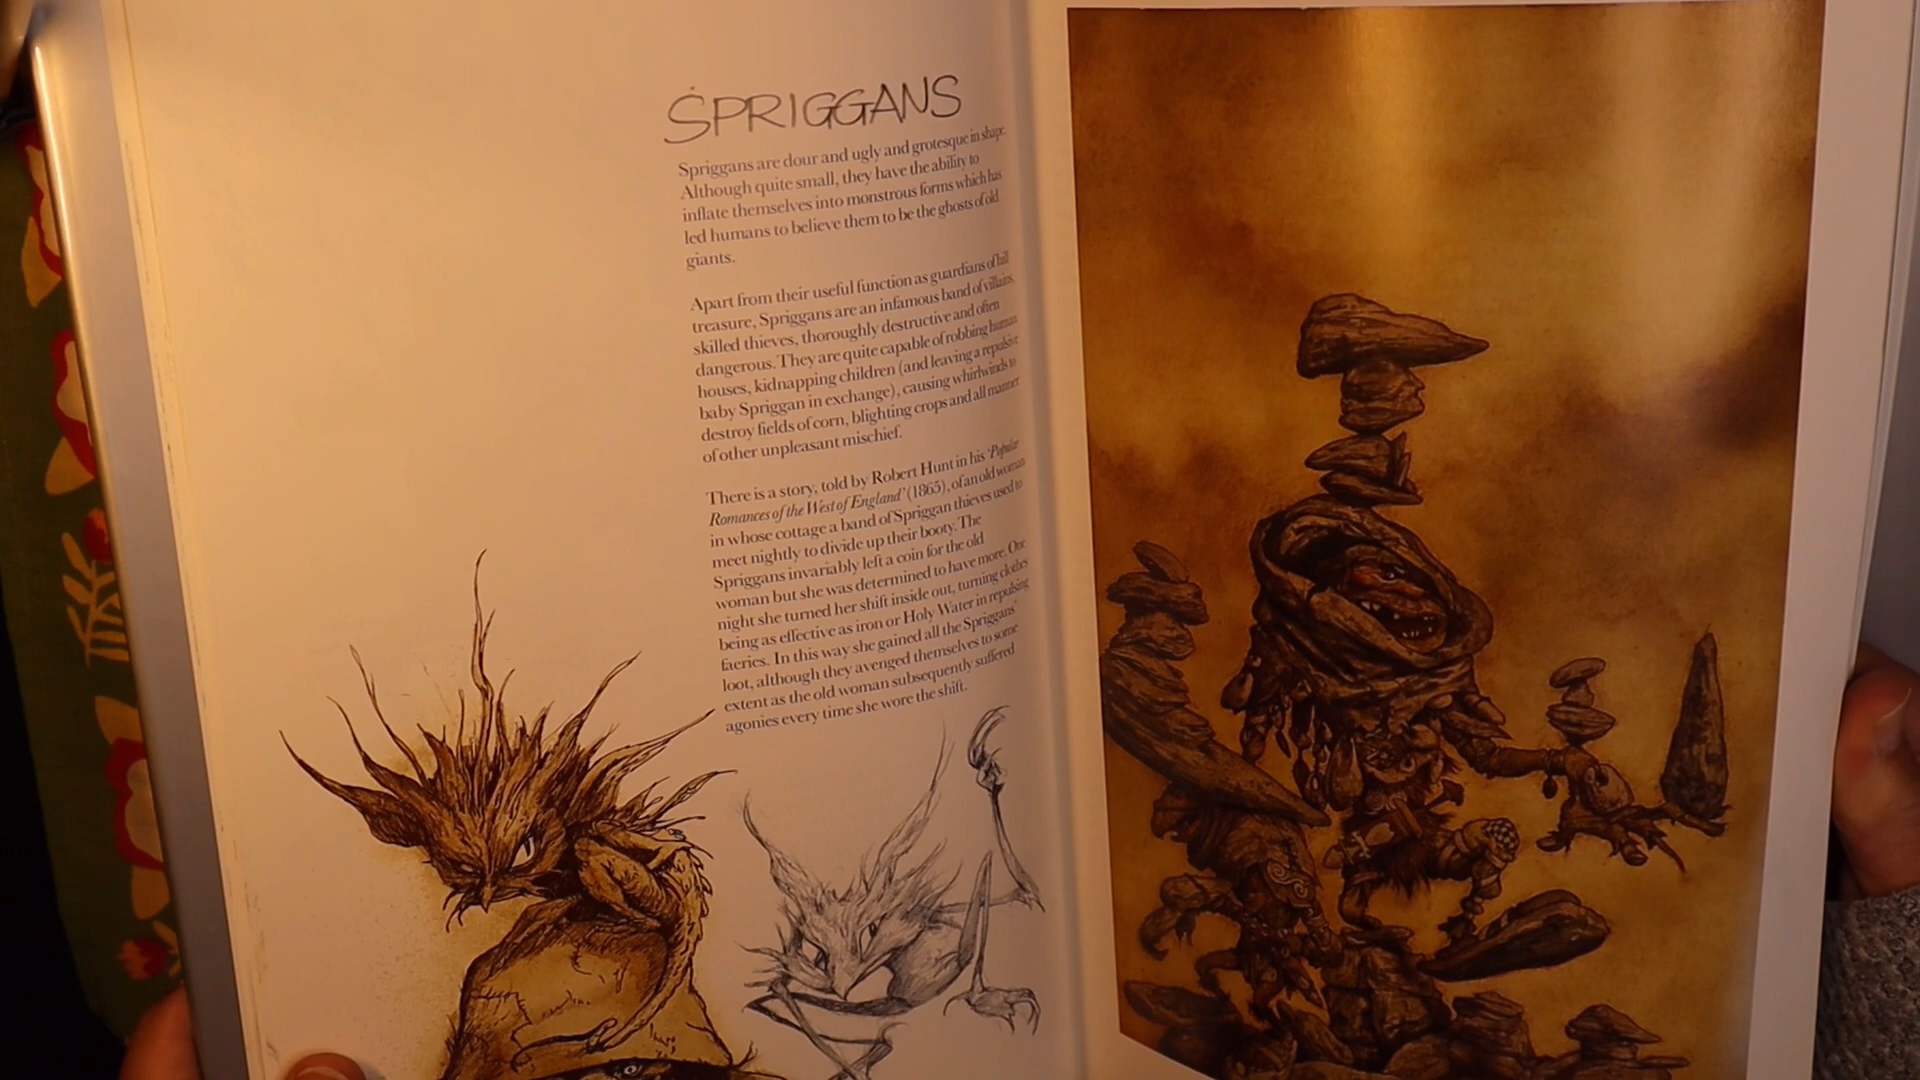 SPRIGGANS
Spriggans are dour and ugly and grotesque in shape.
Although quite small, they have the ability to
inflate themselves into monstrous forms which has
led humans to believe them to be the ghosts of old
giants.
Apart from their useful function as guardians of hill
treasure, Spriggans are an infamous band of villains,
skilled thieves, thoroughly destructive and often
dangerous. They are quite capable of robbing human
houses, kidnapping children (and leaving a repulsive
baby Spriggan in exchange), causing whirlwinds to
destroy fields of corn, blighting crops and all manner
of other unpleasant mischief.
There is a story, told by Robert Hunt in his 'Popular
Romances of the West of England' (1865), of an old woman
in whose cottage a band of Spriggan thieves used to
meet nightly to divide up their booty. The
Spriggans invariably left a coin for the old
woman but she was determined to have more. One
night she turned her shift inside out, turning clothes
being as effective as iron or Holy Water in repulsing
faeries. In this way she gained all the Spriggans'
loot, although they avenged themselves to some
extent as the old woman subsequently suffered
agonies every time she wore the shift.